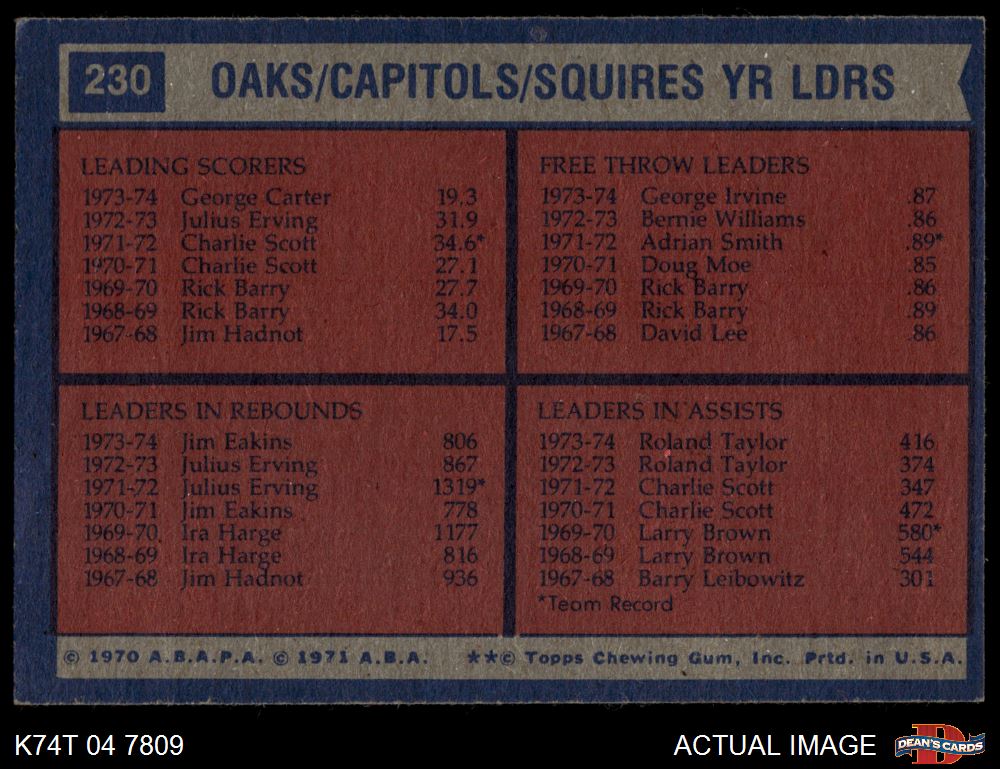 230 OAKS/CAPITOLS/SQUIRES YR LDRS
LEADING SCORERS
1973-74 George Carter 19.3
1972-73 Julius Erving 31.9
1971-72 Charlie Scott 34.6*
1970-71 Charlie Scott 27.1
1969-70 Rick Barry 27.7
1968-69 Rick Barry 34.0
1967-68 Jim Hadnot 17.5
FREE THROW LEADERS
1973-74 George Irvine .87
1972-73 Bernie Williams .86
1971-72 Adrian Smith .89*
1970-71 Doug Moe .85
1969-70 Rick Barry .86
1968-69 Rick Barry .89
1967-68 David Lee .86
LEADERS IN REBOUNDS
1973-74 Jim Eakins 806
1972-73 Julius Erving 867
1971-72 Julius Erving 1319*
1970-71 Jim Eakins 778
1969-70 Ira Harge 1177
1968-69 Ira Harge 816
1967-68 Jim Hadnot 936
LEADERS IN ASSISTS
1973-74 Roland Taylor 416
1972-73 Roland Taylor 374
1971-72 Charlie Scott 347
1970-71 Charlie Scott 472
1969-70 Larry Brown 580*
1968-69 Larry Brown 544
1967-68 Barry Leibowitz 301
*Team Record
© 1970 A.B.A.P.A. © 1971 A.B.A. **© Topps Chewing Gum, Inc. Prtd. in U.S.A.
K74T 04 7809
ACTUAL IMAGE
D
DEAN'S CARDS